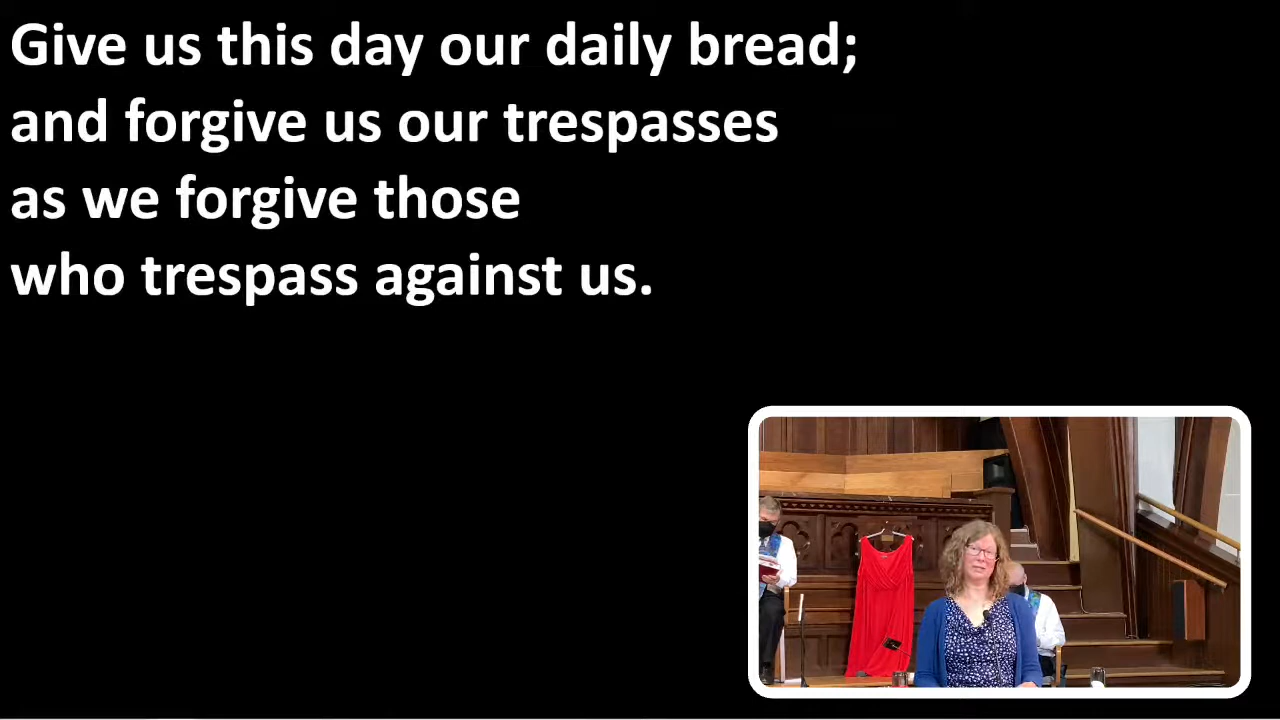 Give us this day our daily bread;
and forgive us our trespasses
as we forgive those
who trespass against us.